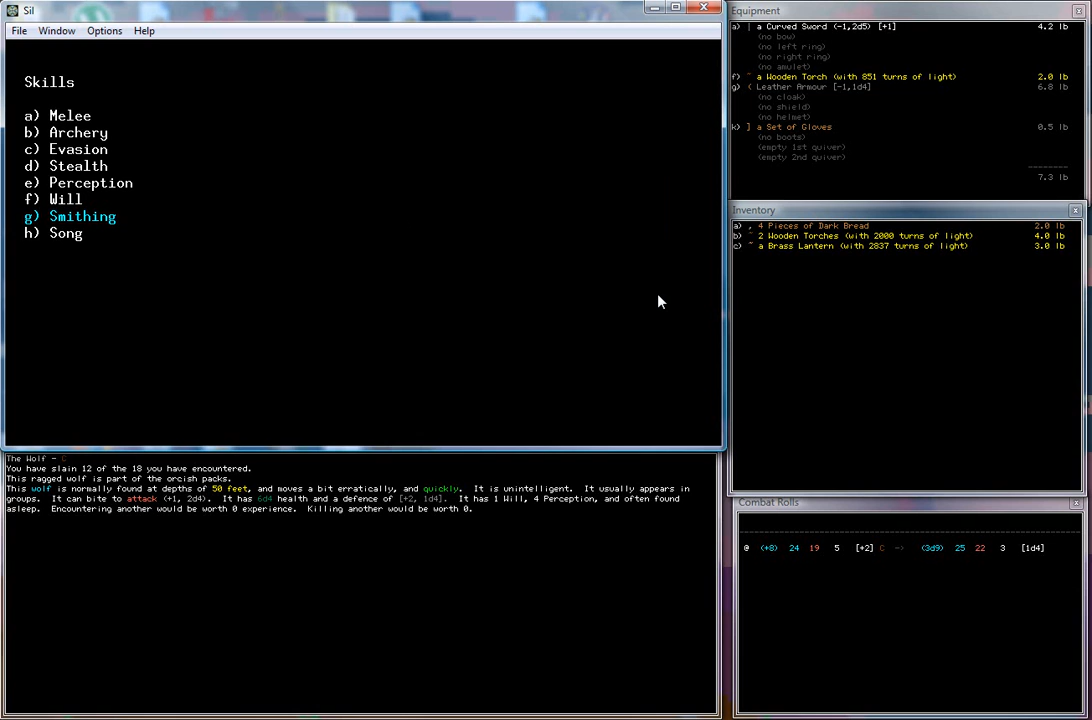 Sil
File Window Options Help
Skills
a) Melee
b) Archery
c) Evasion
d) Stealth
e) Perception
f) Will
g) Smithing
h) Song
The Wolf - C
You have slain 12 of the 18 you have encountered.
This ragged wolf is part of the orcish packs.
This wolf is normally found at depths of 50 feet, and moves a bit erratically, and quickly. It is unintelligent. It usually appears in
groups. It can bite to attack (+1, 2d4). It has 6d4 health and a defence of [+2, 1d4]. It has 1 Will, 4 Perception, and often found
asleep. Encountering another would be worth 0 experience. Killing another would be worth 0.
Equipment
a) | a Curved Sword (-1,2d5) [+1] 4.2 lb
(no bow)
(no left ring)
(no right ring)
(no amulet)
f) ~ a Wooden Torch (with 851 turns of light) 2.0 lb
g) ( Leather Armour [-1,1d4] 6.8 lb
(no cloak)
(no shield)
(no helmet)
k) ] a Set of Gloves 0.5 lb
(no boots)
(empty 1st quiver)
(empty 2nd quiver)
--------
7.3 lb
Inventory
a) , 4 Pieces of Dark Bread 2.0 lb
b) ~ 2 Wooden Torches (with 2000 turns of light) 4.0 lb
c) ~ a Brass Lantern (with 2837 turns of light) 3.0 lb
Combat Rolls
@ (+8) 24 19 5 [+2] C -> (3d9) 25 22 3 [1d4]